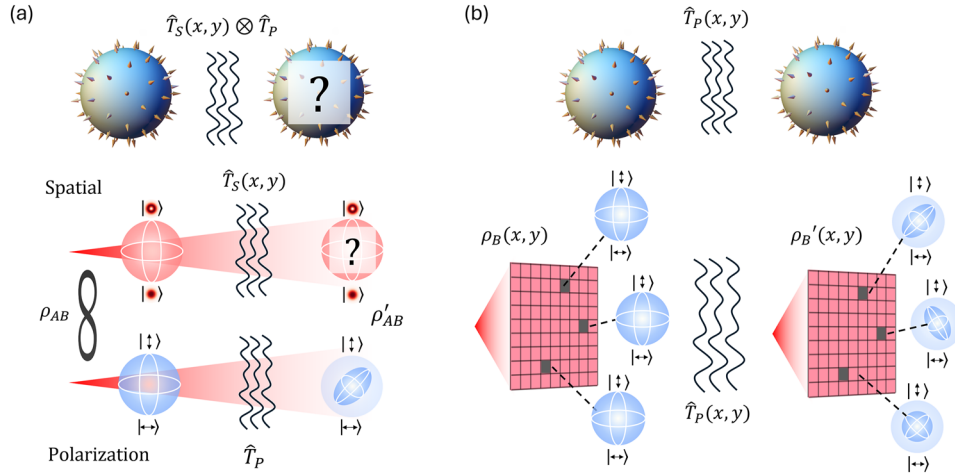 (a)
T̂_S(x, y) ⊗ T̂_P
?
Spatial
T̂_S(x, y)
|⟩
|⟩
?
|⟩
|⟩
ρ_AB
ρ′_AB
|↕⟩
|↕⟩
|↔⟩
|↔⟩
Polarization
T̂_P
(b)
T̂_P(x, y)
|↕⟩
|↕⟩
ρ_B(x, y)
ρ_B′(x, y)
|↔⟩
|↔⟩
|↕⟩
|↕⟩
|↔⟩
|↔⟩
|↕⟩
|↕⟩
T̂_P(x, y)
|↔⟩
|↔⟩